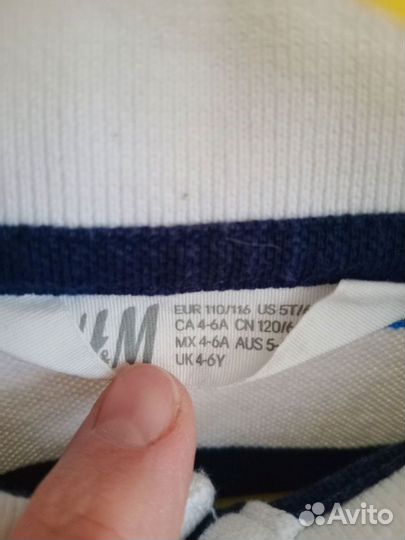 H&M
EUR 110/116 US 5T/
CA 4-6A CN 120/6
MX 4-6A AUS 5-
UK 4-6Y
Avito